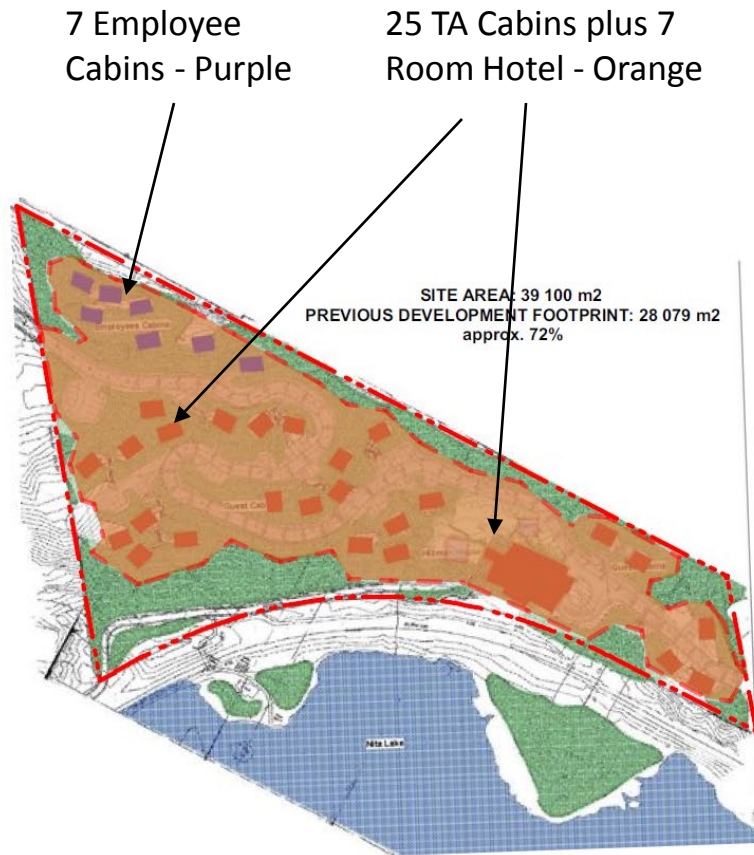 7 Employee
Cabins - Purple
25 TA Cabins plus 7
Room Hotel - Orange
SITE AREA: 39 100 m2
PREVIOUS DEVELOPMENT FOOTPRINT: 28 079 m2
approx. 72%
Employees Cabins
Guest Cab
Nita Lake